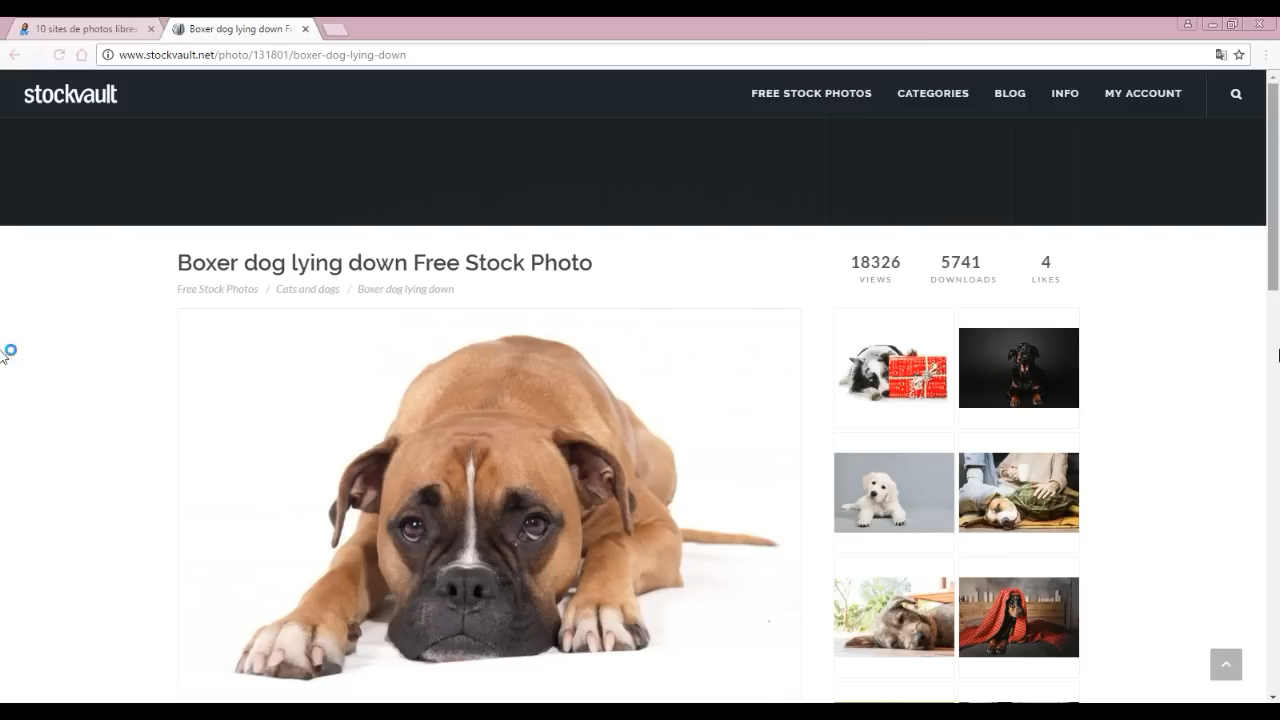 10 sites de photos libres
Boxer dog lying down Fr
www.stockvault.net/photo/131801/boxer-dog-lying-down
stockvault
FREE STOCK PHOTOS CATEGORIES BLOG INFO MY ACCOUNT
Boxer dog lying down Free Stock Photo
18326 5741 4
VIEWS DOWNLOADS LIKES
Free Stock Photos / Cats and dogs / Boxer dog lying down